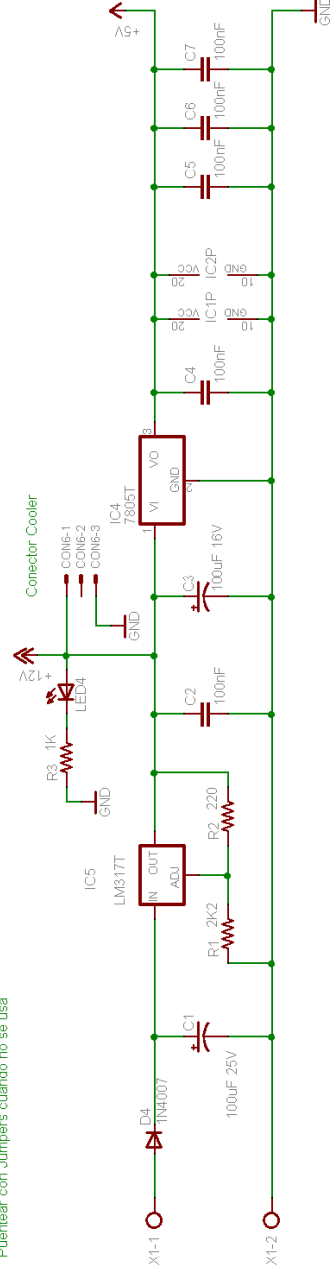 Puentear con Jumpers cuando no se usa
X1-1
X1-2
D4
1N4007
C1
100uF 25V
IC5
LM317T
IN
OUT
ADJ
R1
2K2
R2
220
GND
R3
1K
LED4
+12V
Conector Cooler
CON6-1
CON6-2
CON6-3
GND
C2
100nF
C3
100uF 16V
IC4
7805T
1
VI
VO
3
GND
2
C4
100nF
20
VCC
IC1P
GND
10
20
VCC
IC2P
GND
10
C5
100nF
C6
100nF
C7
100nF
+5V
GND